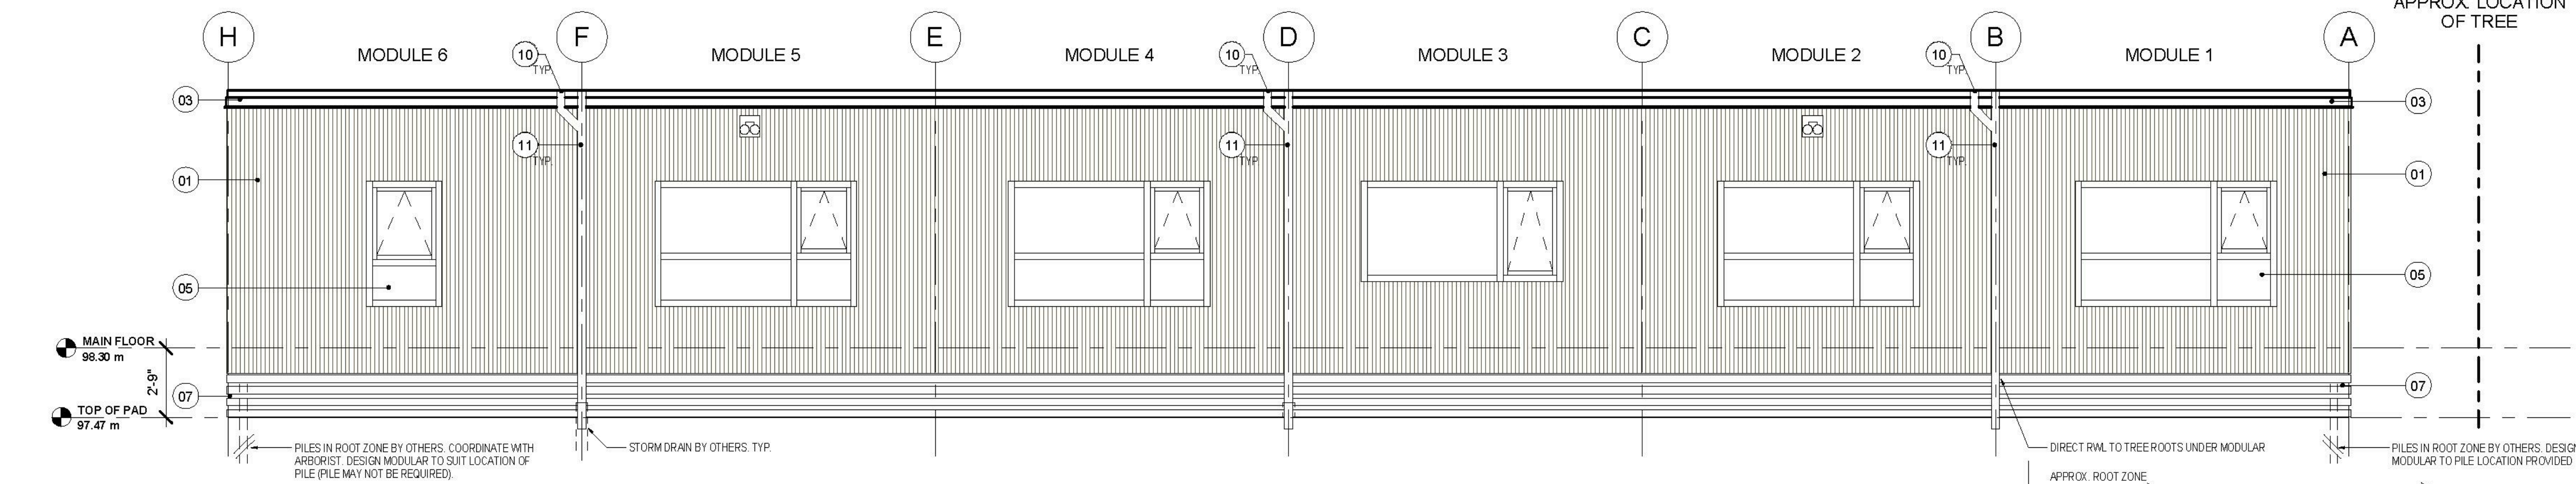 APPROX. LOCATION
OF TREE
H
MODULE 6
F
MODULE 5
E
MODULE 4
D
MODULE 3
C
MODULE 2
B
MODULE 1
A
10
TYP.
10
TYP.
10
TYP.
03
03
11
TYP.
11
TYP.
11
TYP.
01
01
05
05
MAIN FLOOR
98.30 m
2'-9"
07
07
TOP OF PAD
97.47 m
PILES IN ROOT ZONE BY OTHERS. COORDINATE WITH
ARBORIST. DESIGN MODULAR TO SUIT LOCATION OF
PILE (PILE MAY NOT BE REQUIRED).
STORM DRAIN BY OTHERS. TYP.
DIRECT RWL TO TREE ROOTS UNDER MODULAR
APPROX. ROOT ZONE
PILES IN ROOT ZONE BY OTHERS. DESIGN
MODULAR TO PILE LOCATION PROVIDED